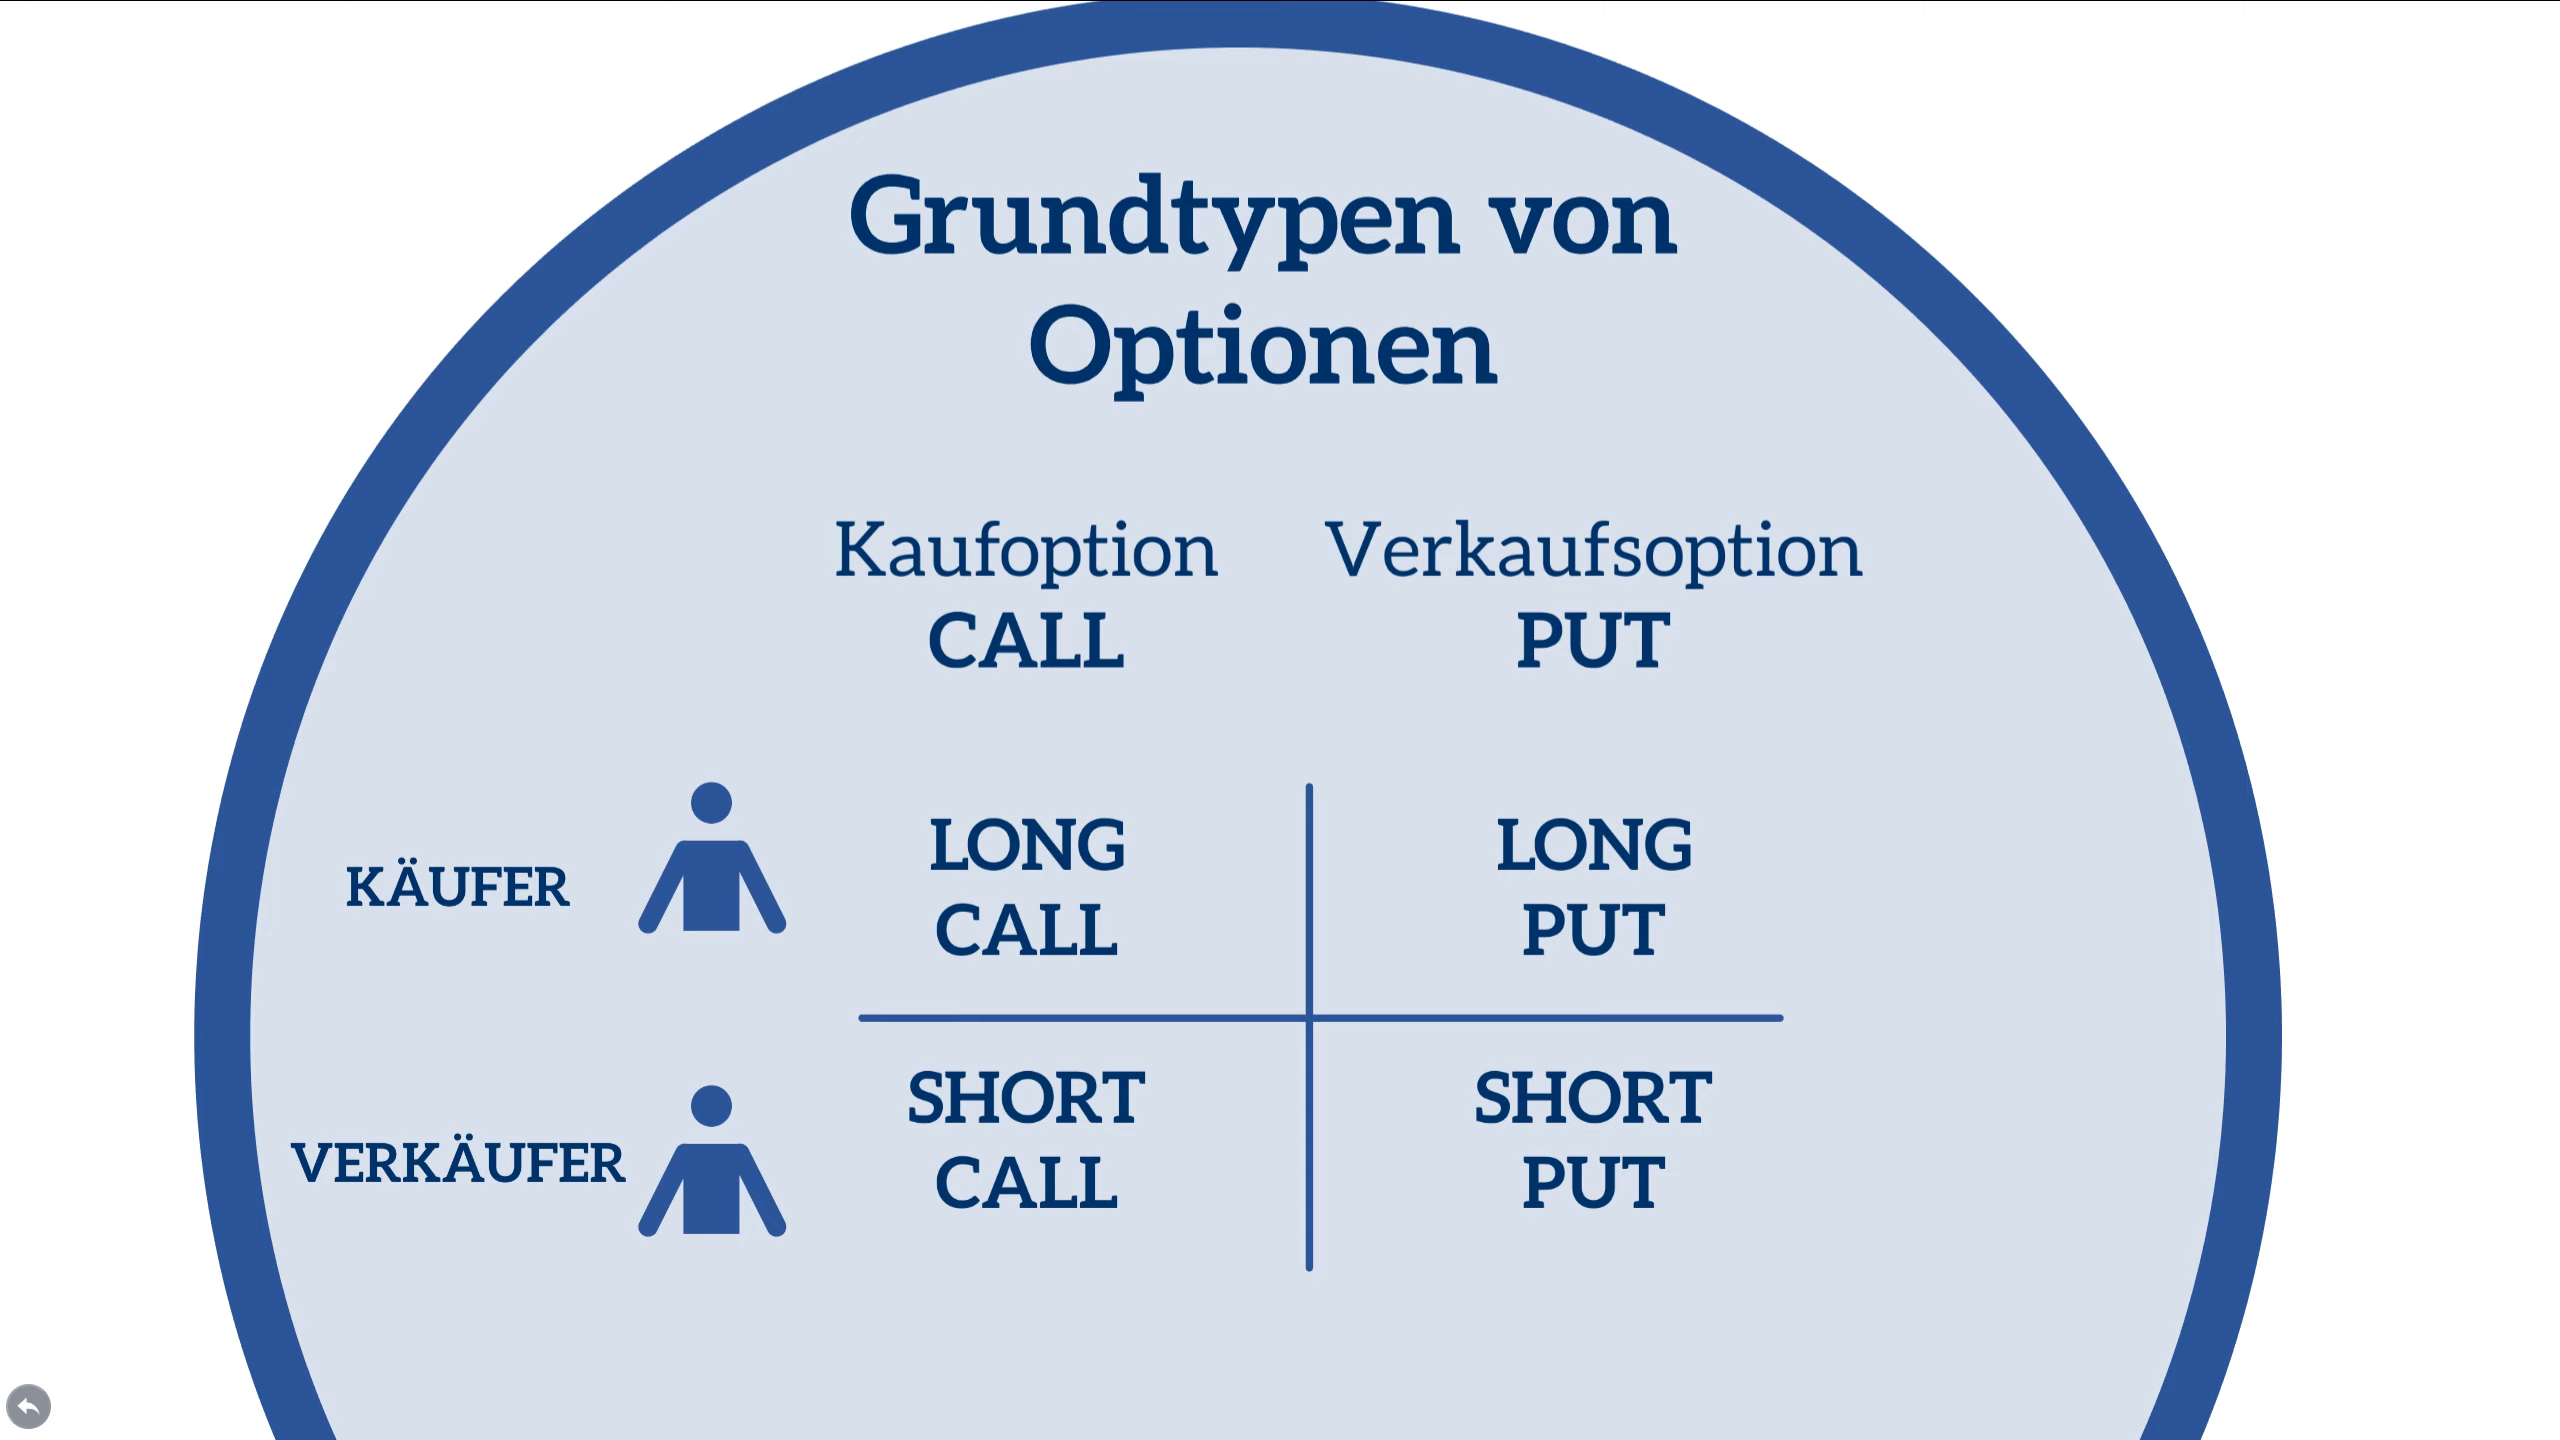 Grundtypen von
Optionen
Kaufoption Verkaufsoption
CALL PUT
KÄUFER
LONG LONG
CALL PUT
VERKÄUFER
SHORT SHORT
CALL PUT